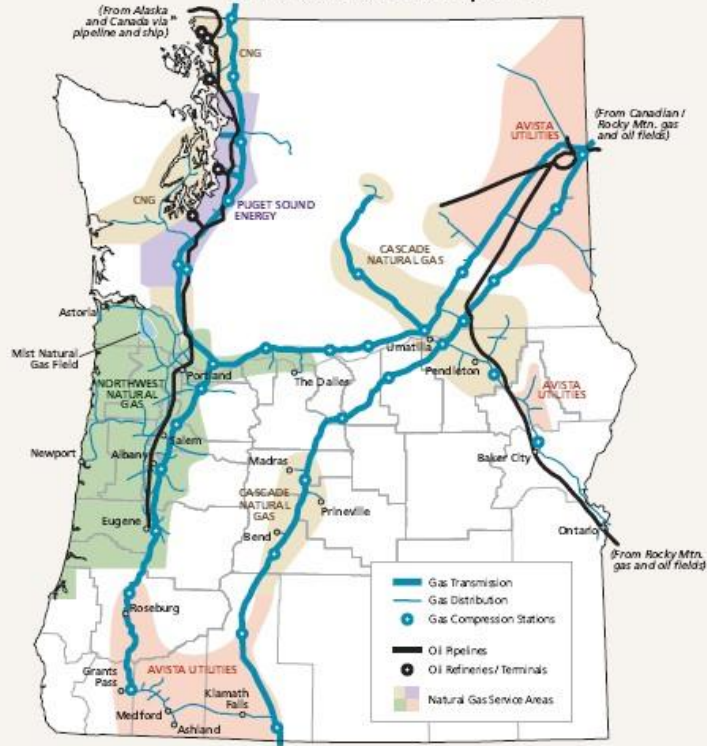 (From Alaska
and Canada via
pipeline and ship)
CNG
(From Canadian /
Rocky Mtn. gas
and oil fields)
AVISTA
UTILITIES
CNG
PUGET SOUND
ENERGY
CASCADE
NATURAL GAS
Astoria
Umatilla
Mist Natural
Gas Field
Portland
The Dalles
Pendleton
NORTHWEST
NATURAL
GAS
AVISTA
UTILITIES
Salem
Newport
Albany
Madras
Baker City
CASCADE
NATURAL
GAS
Prineville
Eugene
Bend
Ontario
(From Rocky Mtn.
gas and oil fields)
Gas Transmission
Gas Distribution
Gas Compression Stations
Oil Pipelines
Oil Refineries / Terminals
Natural Gas Service Areas
Roseburg
AVISTA UTILITIES
Grants
Pass
Klamath
Falls
Medford
Ashland